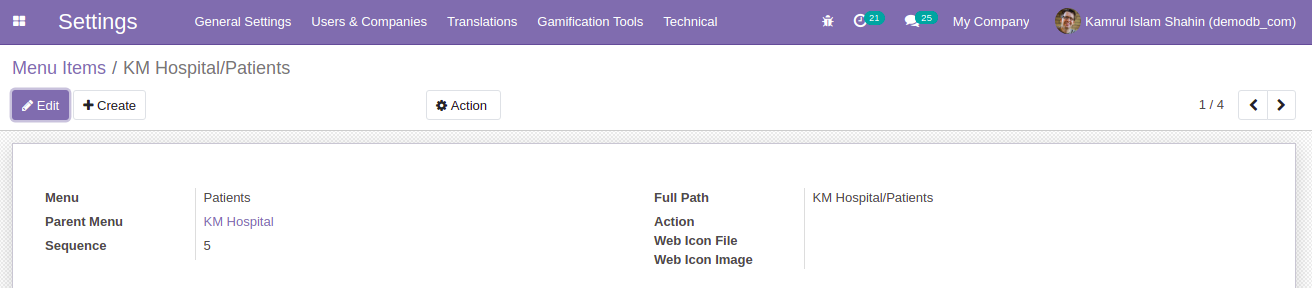 Settings General Settings Users & Companies Translations Gamification Tools Technical 21 25 My Company Kamrul Islam Shahin (demodb_com)
Menu Items / KM Hospital/Patients
Edit Create Action 1 / 4
Menu Patients Full Path KM Hospital/Patients
Parent Menu KM Hospital Action
Sequence 5 Web Icon File
Web Icon Image